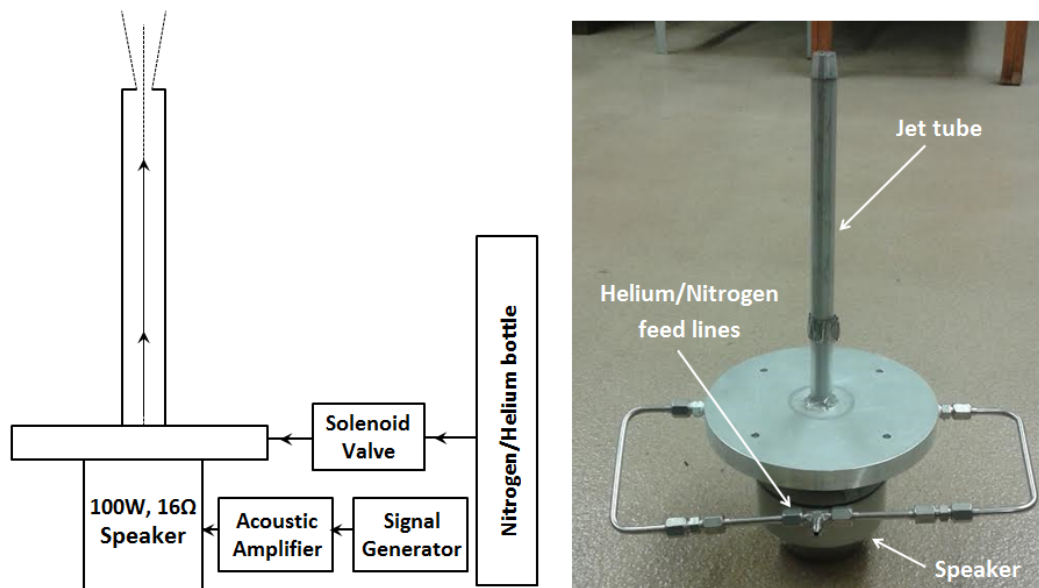 Nitrogen/Helium bottle
Solenoid
Valve
100W, 16Ω
Speaker
Acoustic
Amplifier
Signal
Generator
Jet tube
Helium/Nitrogen
feed lines
Speaker